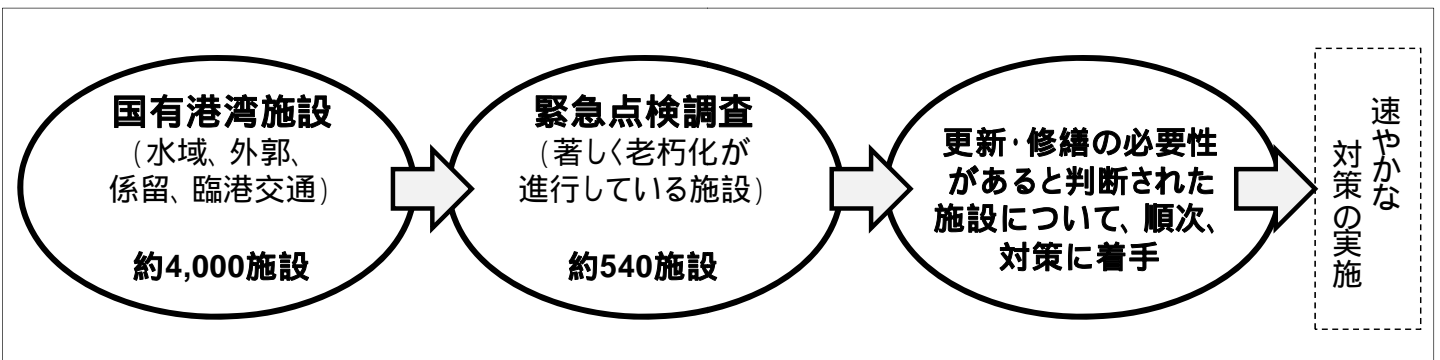 国有港湾施設
(水域、外郭、
係留、臨港交通)
約4,000施設
緊急点検調査
(著しく老朽化が
進行している施設)
約540施設
更新・修繕の必要性
があると判断された
施設について、順次、
対策に着手
速やかな
対策の実施